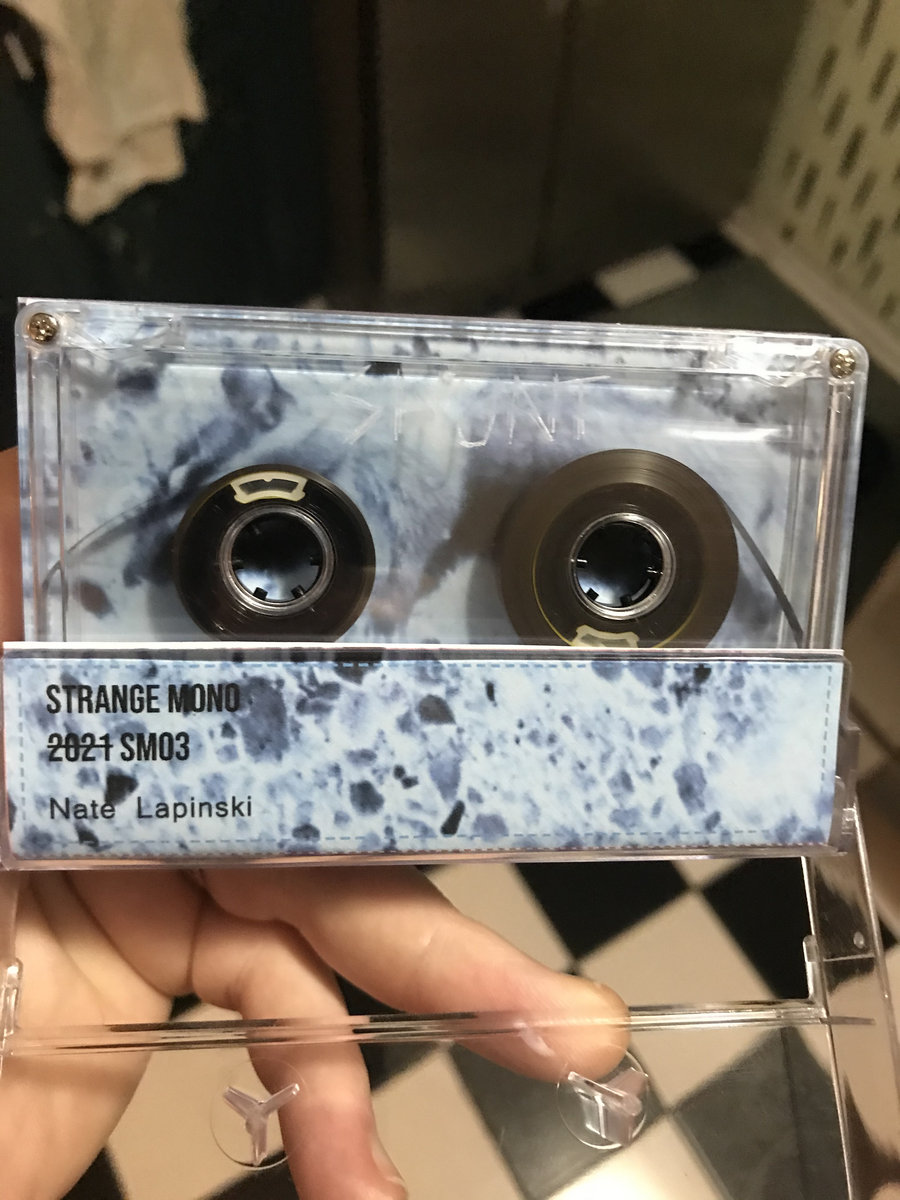 STRANGE MONO
2021 SM03
Nate Lapinski